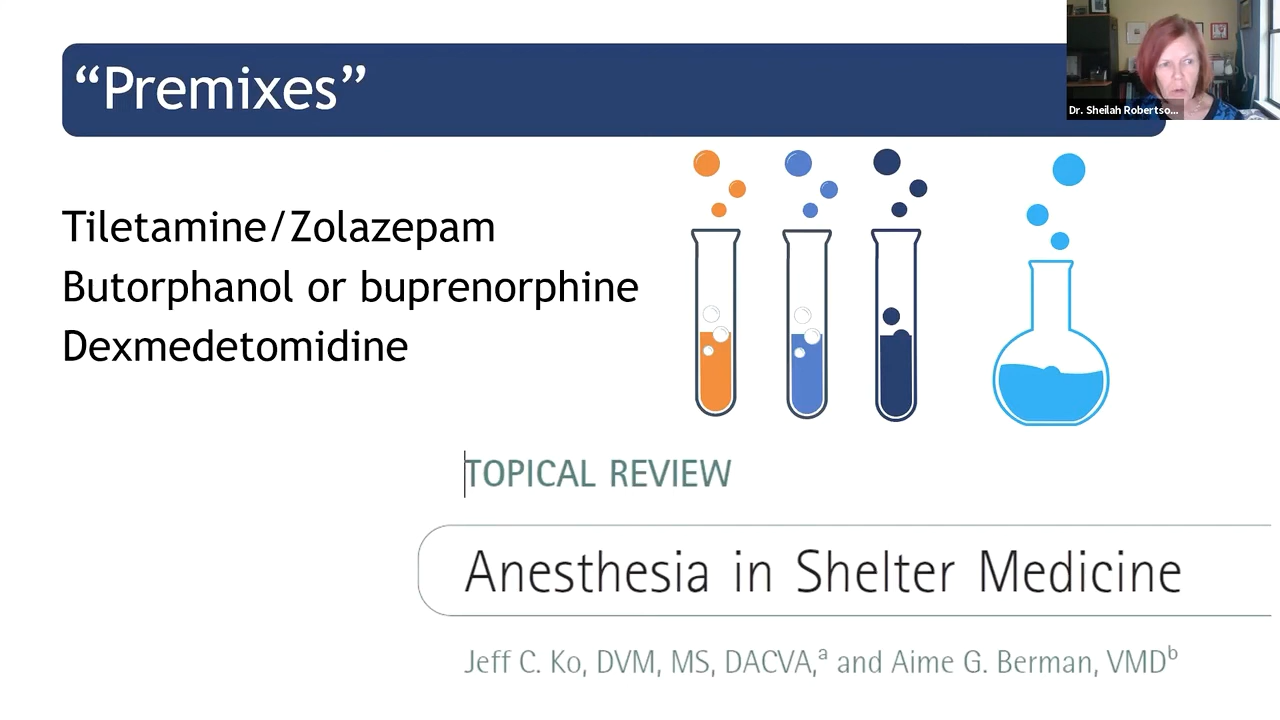 “Premixes”
Dr. Sheilah Robertso...
Tiletamine/Zolazepam
Butorphanol or buprenorphine
Dexmedetomidine
TOPICAL REVIEW
Anesthesia in Shelter Medicine
Jeff C. Ko, DVM, MS, DACVA,ᵃ and Aime G. Berman, VMDᵇ